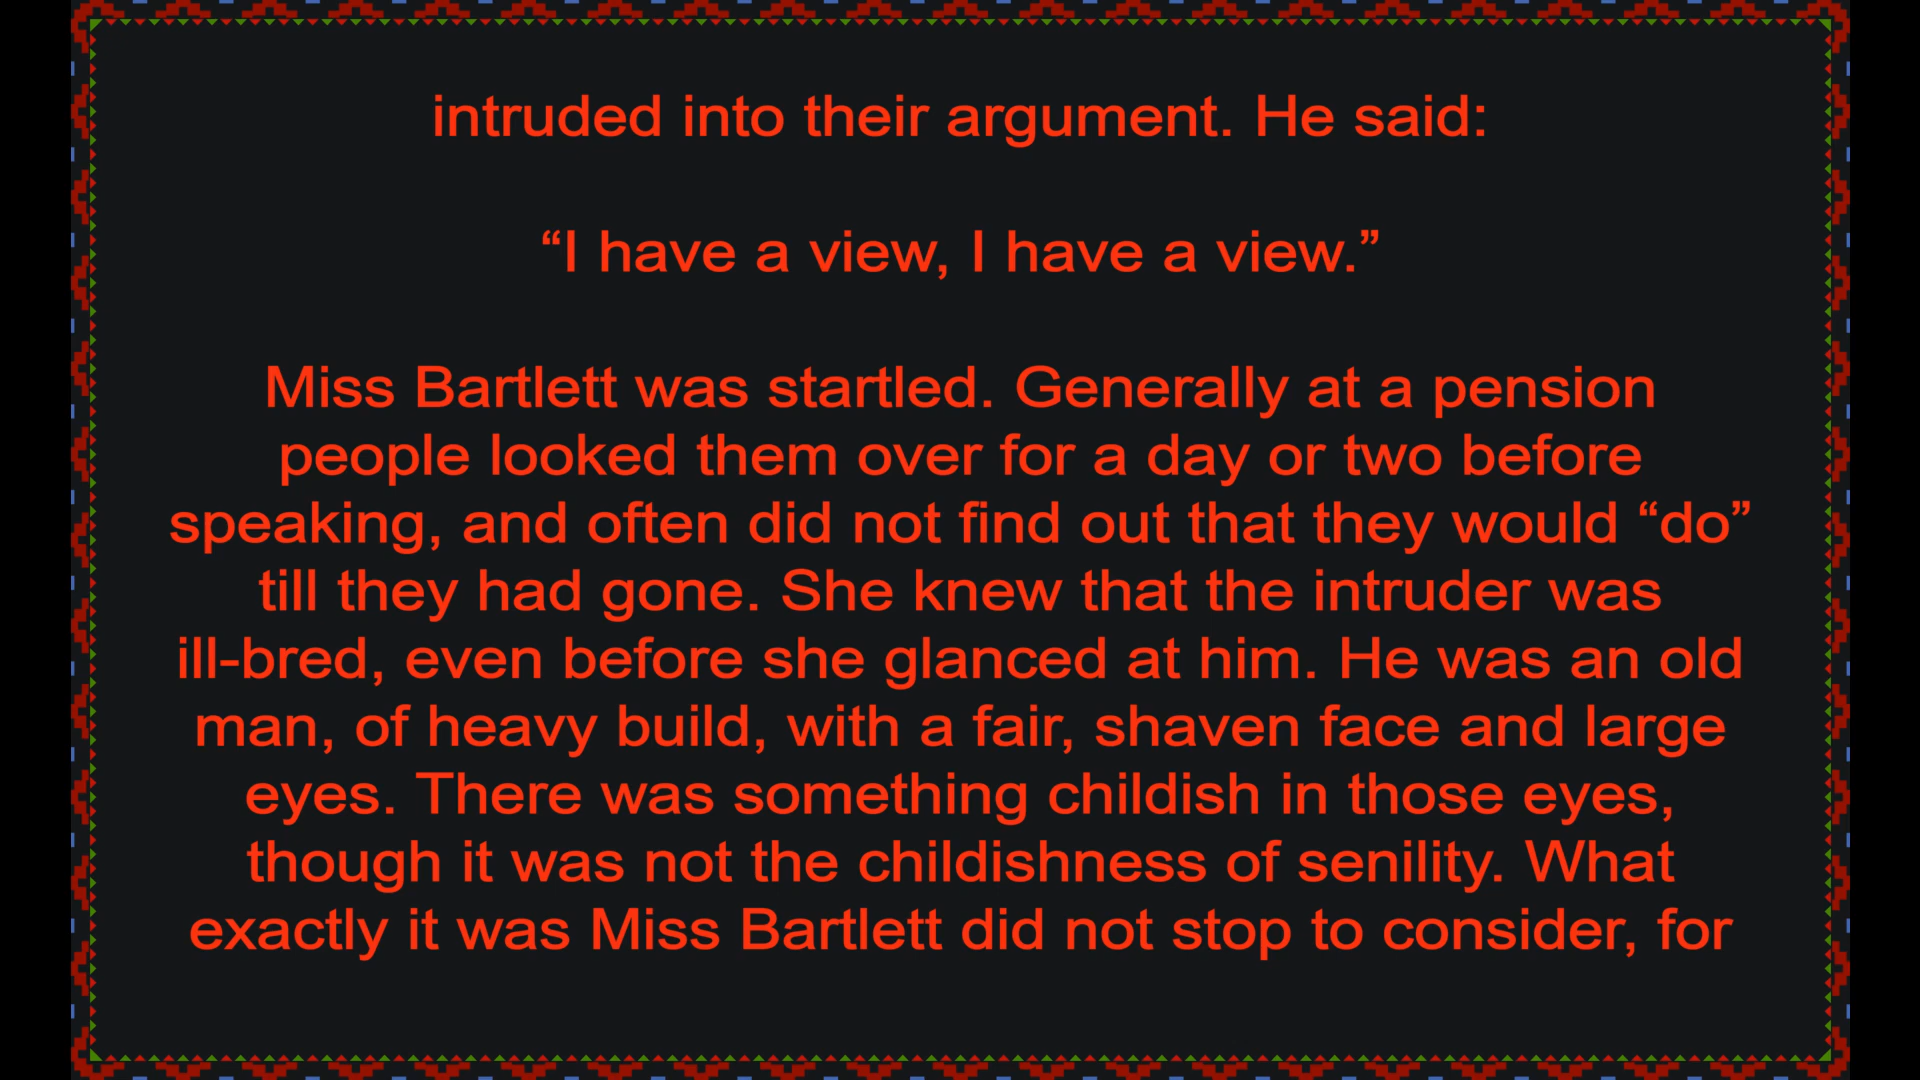 intruded into their argument. He said:
“I have a view, I have a view.”
Miss Bartlett was startled. Generally at a pension
people looked them over for a day or two before
speaking, and often did not find out that they would “do”
till they had gone. She knew that the intruder was
ill-bred, even before she glanced at him. He was an old
man, of heavy build, with a fair, shaven face and large
eyes. There was something childish in those eyes,
though it was not the childishness of senility. What
exactly it was Miss Bartlett did not stop to consider, for